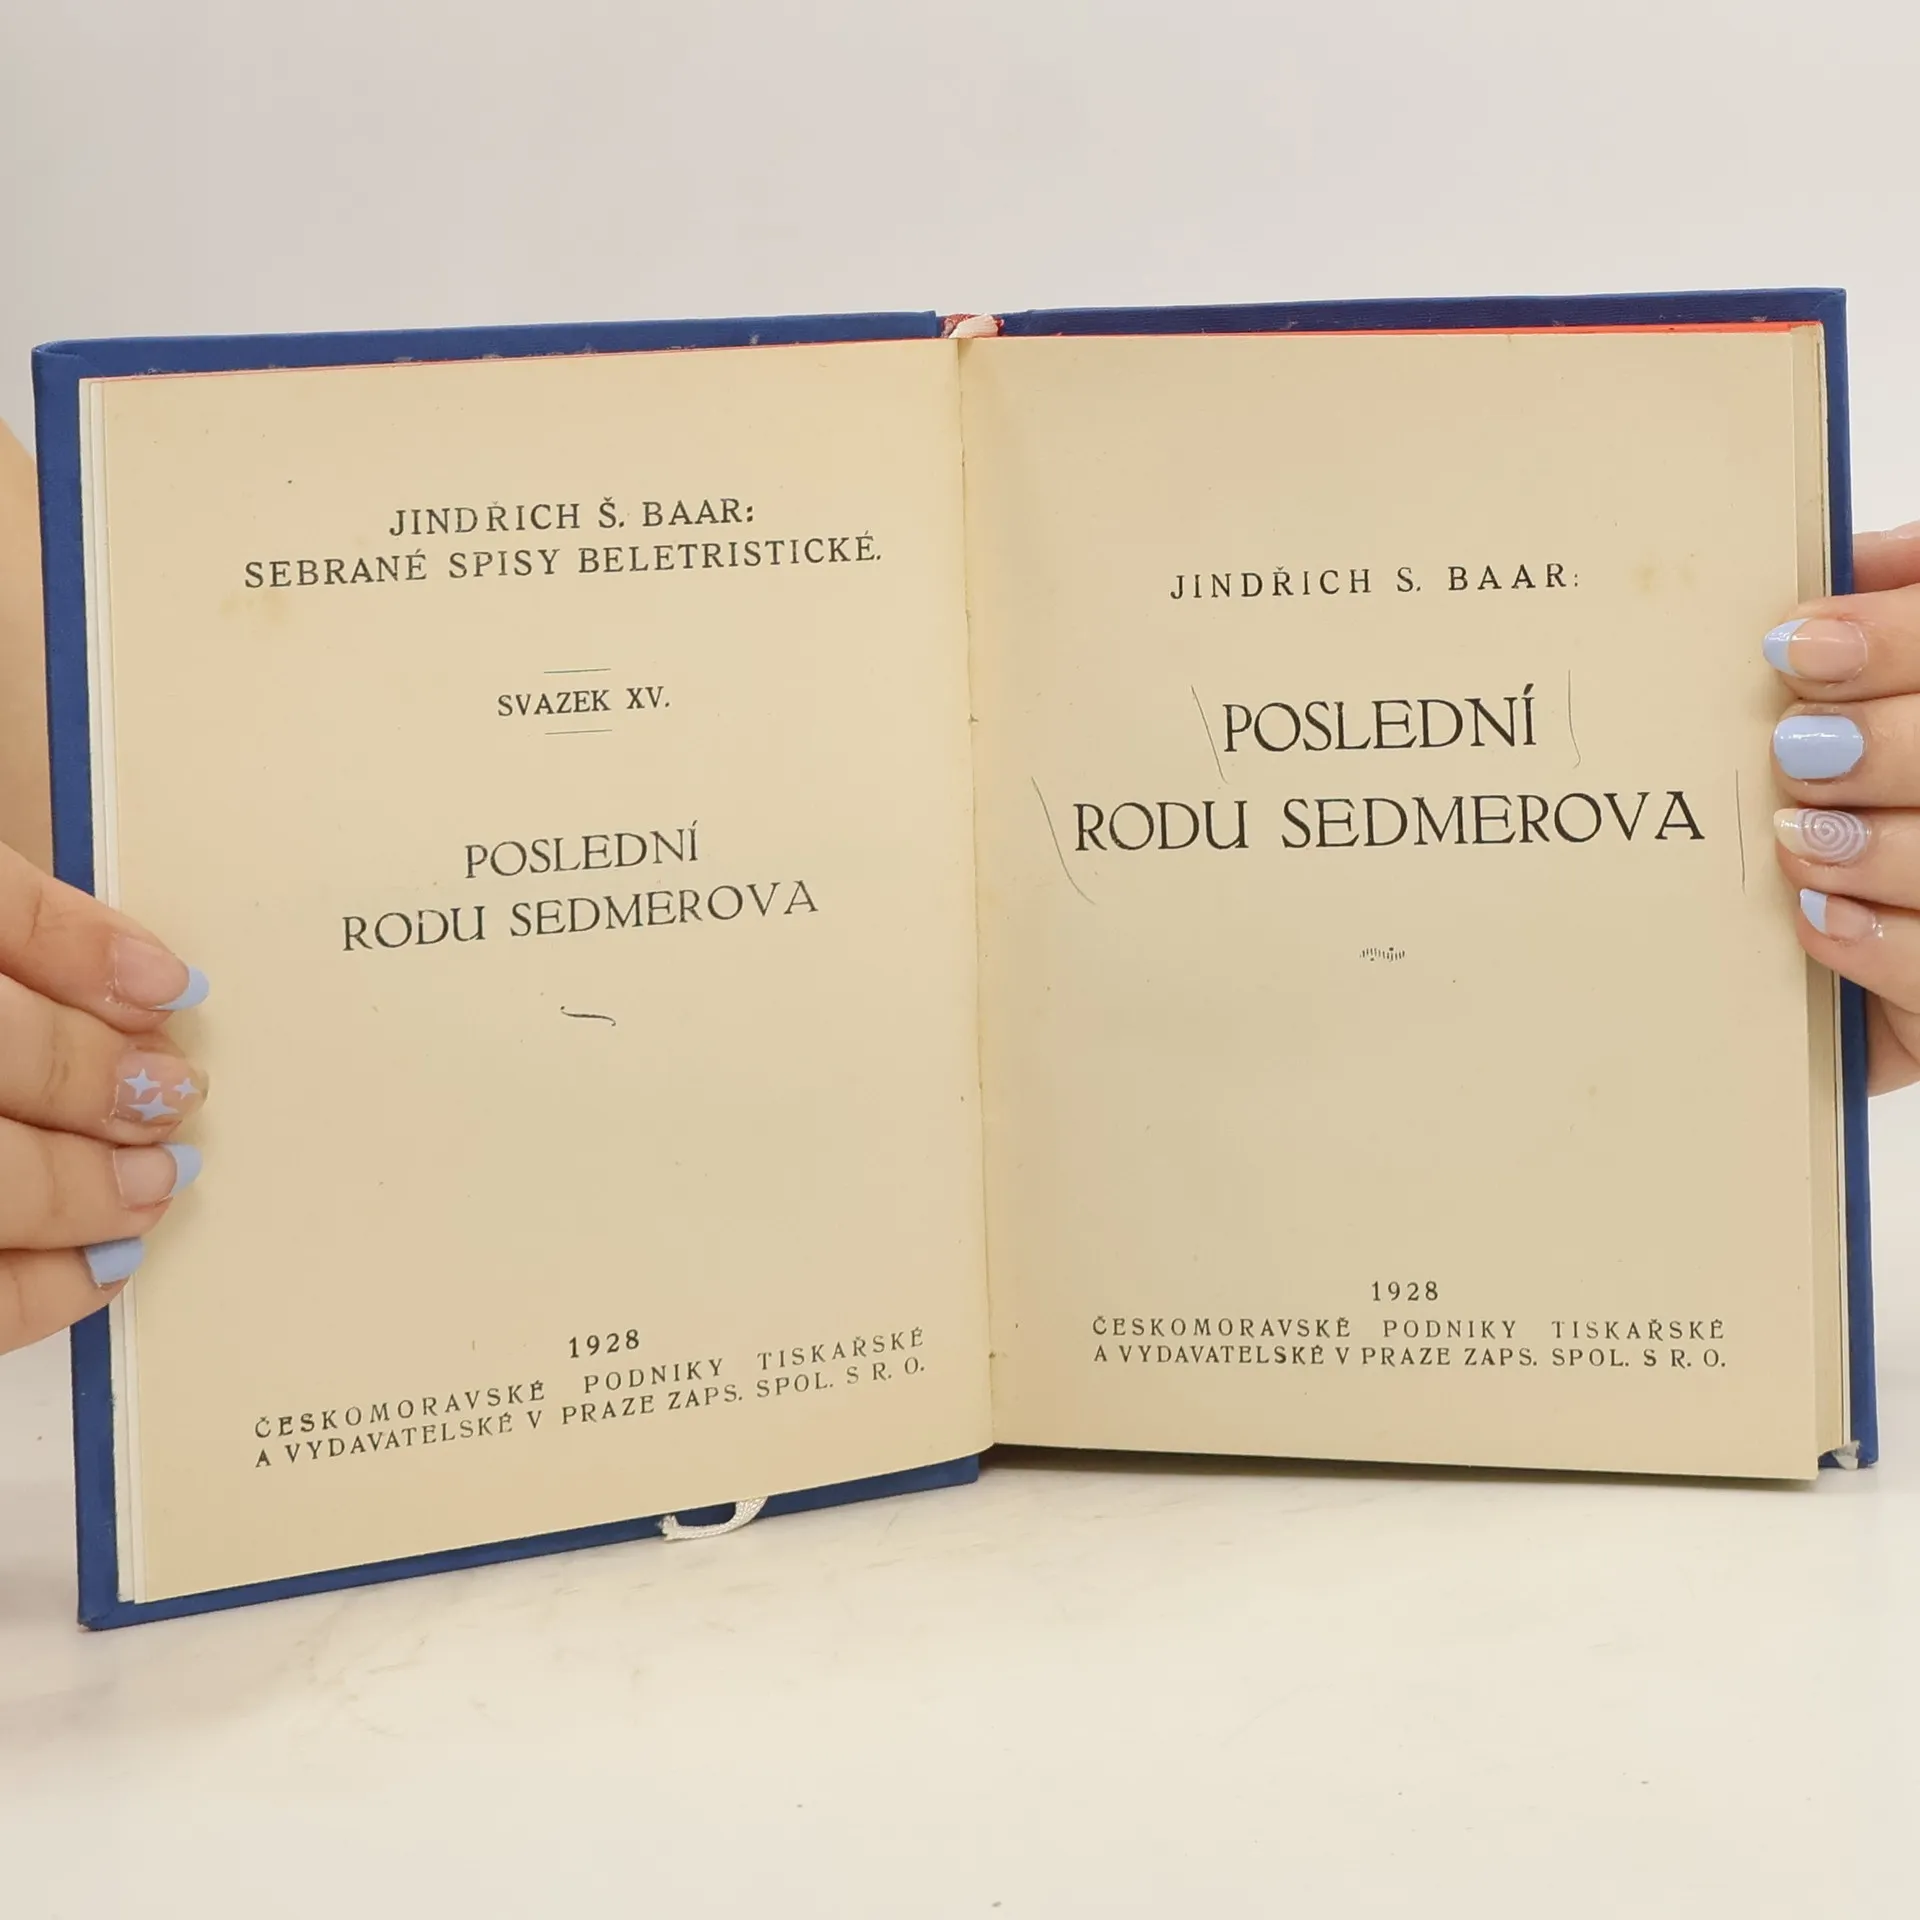 JINDŘICH Š. BAAR:
SEBRANÉ SPISY BELETRISTICKÉ.
SVAZEK XV.
POSLEDNÍ
RODU SEDMEROVA
1928
ČESKOMORAVSKÉ PODNIKY TISKAŘSKÉ
A VYDAVATELSKÉ V PRAZE ZAPS. SPOL. S R. O.
JINDŘICH S. BAAR:
POSLEDNÍ
RODU SEDMEROVA
1928
ČESKOMORAVSKÉ PODNIKY TISKAŘSKÉ
A VYDAVATELSKÉ V PRAZE ZAPS. SPOL. S R. O.